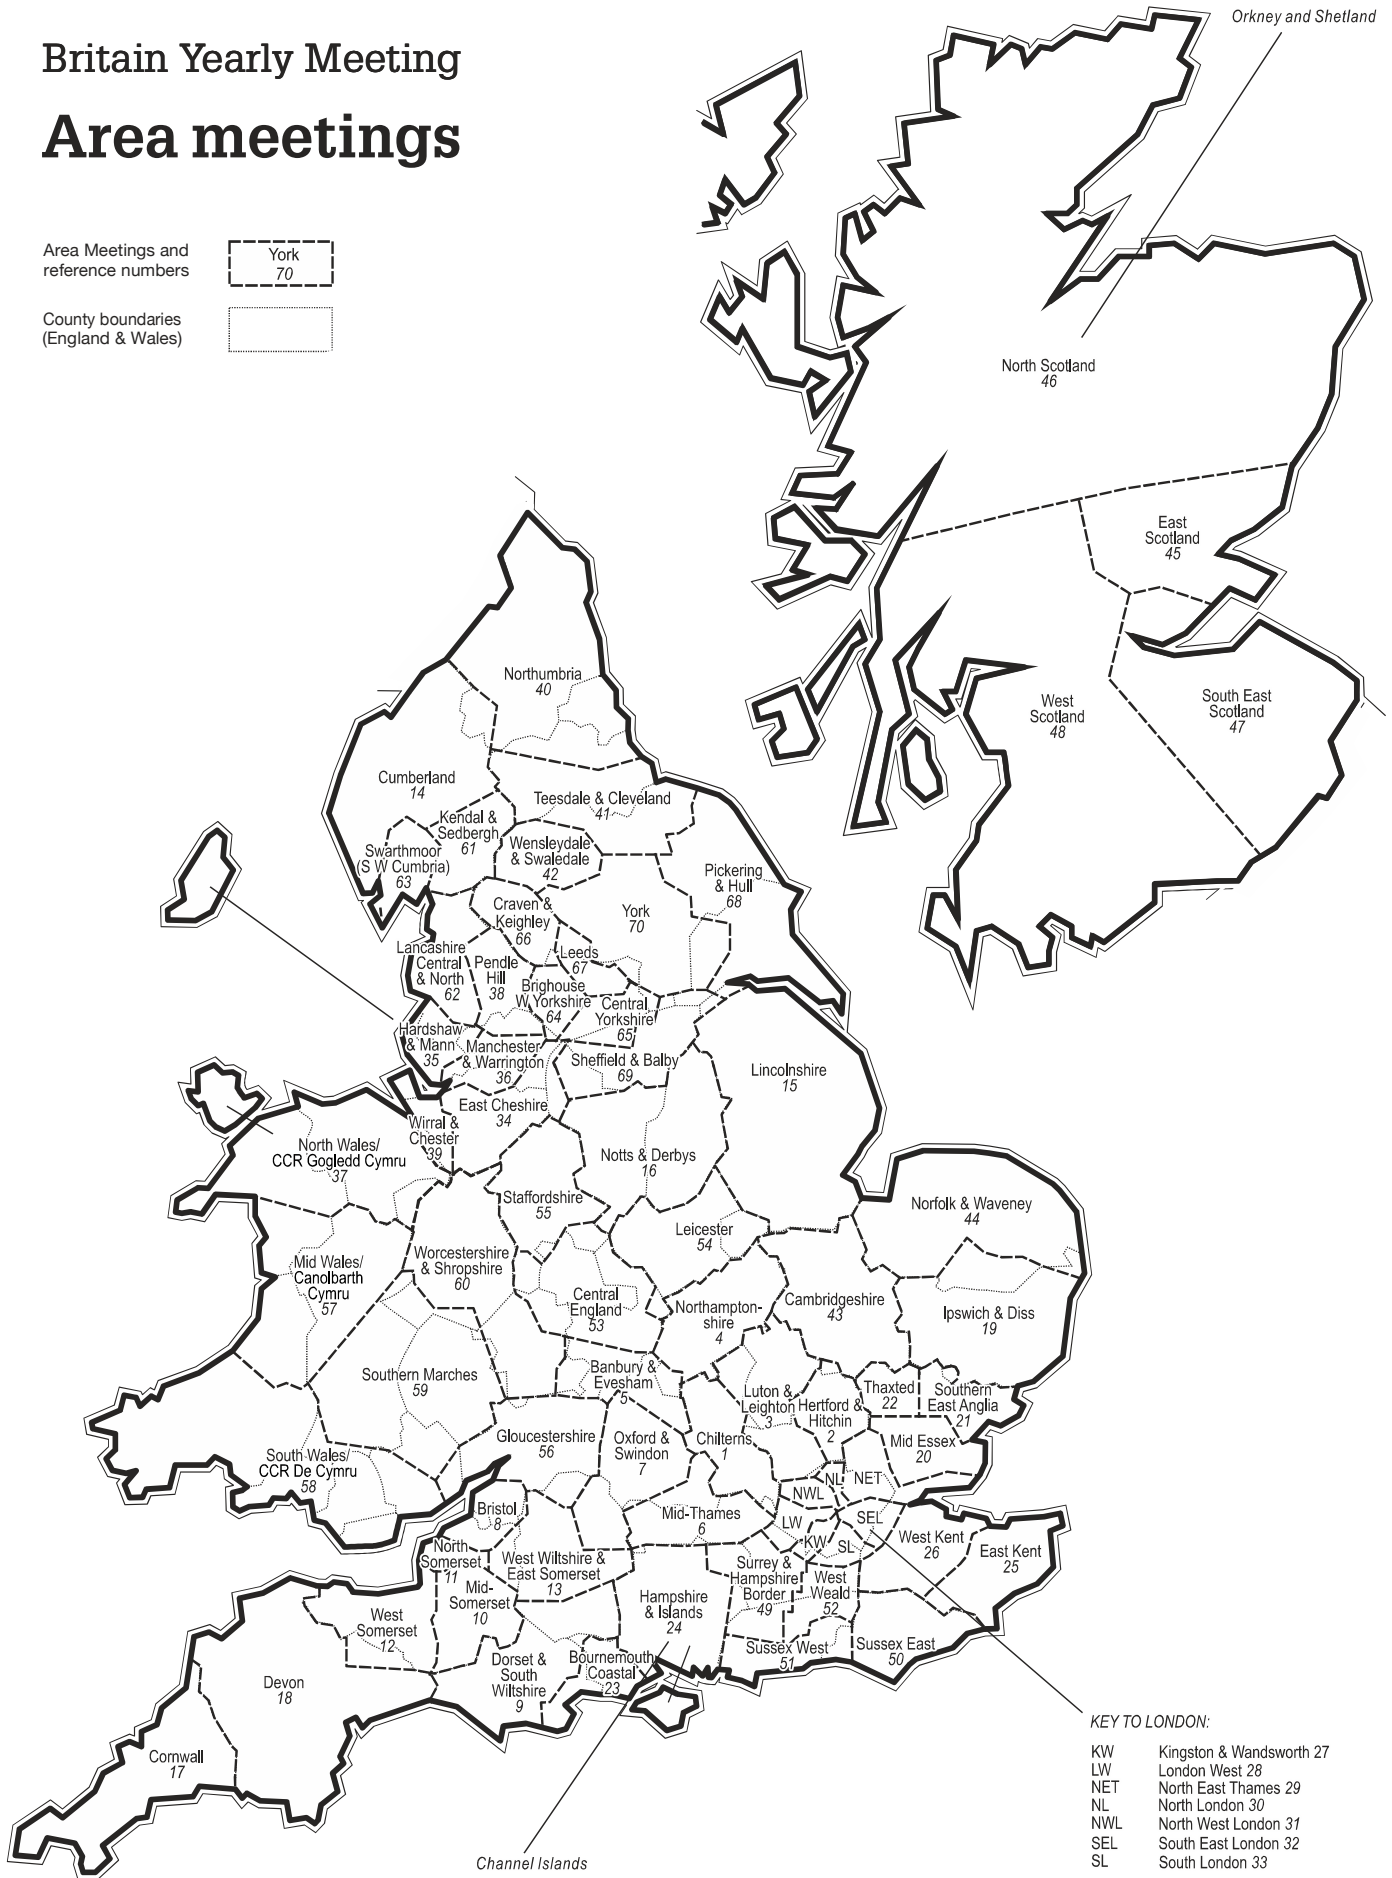 Britain Yearly Meeting
Area meetings
Area Meetings and
reference numbers
York
70
County boundaries
(England & Wales)
Orkney and Shetland
North Scotland
46
East
Scotland
45
West
Scotland
48
South East
Scotland
47
Northumbria
40
Cumberland
14
Teesdale & Cleveland
41
Kendal &
Sedbergh
61
Wensleydale
& Swaledale
42
Swarthmoor
(S W Cumbria)
63
Pickering
& Hull
68
Craven &
Keighley
66
York
70
Lancashire
Central
& North
62
Pendle
Hill
38
Leeds
67
Brighouse
W Yorkshire
64
Central
Yorkshire
65
Hardshaw
& Mann
35
Manchester
& Warrington
36
Sheffield & Balby
69
Lincolnshire
15
East Cheshire
34
Wirral &
Chester
39
North Wales/
CCR Gogledd Cymru
37
Notts & Derbys
16
Staffordshire
55
Norfolk & Waveney
44
Leicester
54
Mid Wales/
Canolbarth
Cymru
57
Worcestershire
& Shropshire
60
Central
England
53
Northampton-
shire
4
Cambridgeshire
43
Ipswich & Diss
19
Southern Marches
59
Banbury &
Evesham
5
Luton &
Leighton
3
Hertford &
Hitchin
2
Thaxted
22
Southern
East Anglia
21
Gloucestershire
56
Oxford &
Swindon
7
Chilterns
1
Mid Essex
20
South Wales/
CCR De Cymru
58
NL
NET
NWL
Bristol
8
Mid-Thames
6
LW
SEL
KW
SL
West Kent
26
East Kent
25
North
Somerset
11
West Wiltshire &
East Somerset
13
Surrey &
Hampshire
Border
49
West
Weald
52
Mid-
Somerset
10
Hampshire
& Islands
24
West
Somerset
12
Sussex West
51
Sussex East
50
Dorset &
South
Wiltshire
9
Bournemouth
Coastal
23
Devon
18
Cornwall
17
Channel Islands
KEY TO LONDON:
KW Kingston & Wandsworth 27
LW London West 28
NET North East Thames 29
NL North London 30
NWL North West London 31
SEL South East London 32
SL South London 33